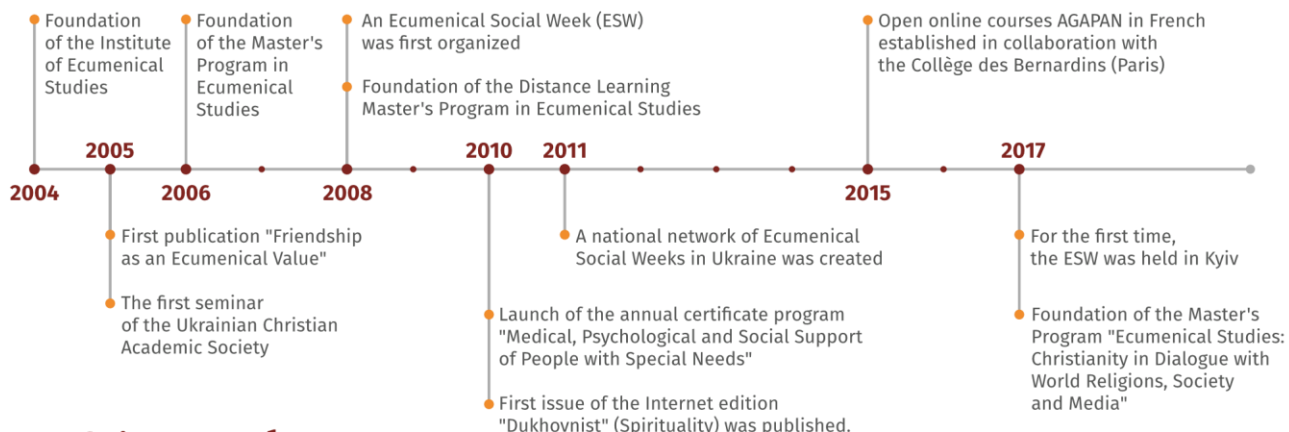 Foundation
of the Institute
of Ecumenical
Studies
Foundation
of the Master's
Program in
Ecumenical
Studies
An Ecumenical Social Week (ESW)
was first organized
Foundation of the Distance Learning
Master's Program in Ecumenical Studies
Open online courses AGAPAN in French
established in collaboration with
the Collège des Bernardins (Paris)
2005
2010
2011
2017
2004
2006
2008
2015
First publication "Friendship
as an Ecumenical Value"
The first seminar
of the Ukrainian Christian
Academic Society
A national network of Ecumenical
Social Weeks in Ukraine was created
Launch of the annual certificate program
"Medical, Psychological and Social Support
of People with Special Needs"
First issue of the Internet edition
"Dukhovnist" (Spirituality) was published.
For the first time,
the ESW was held in Kyiv
Foundation of the Master's
Program "Ecumenical Studies:
Christianity in Dialogue with
World Religions, Society
and Media"